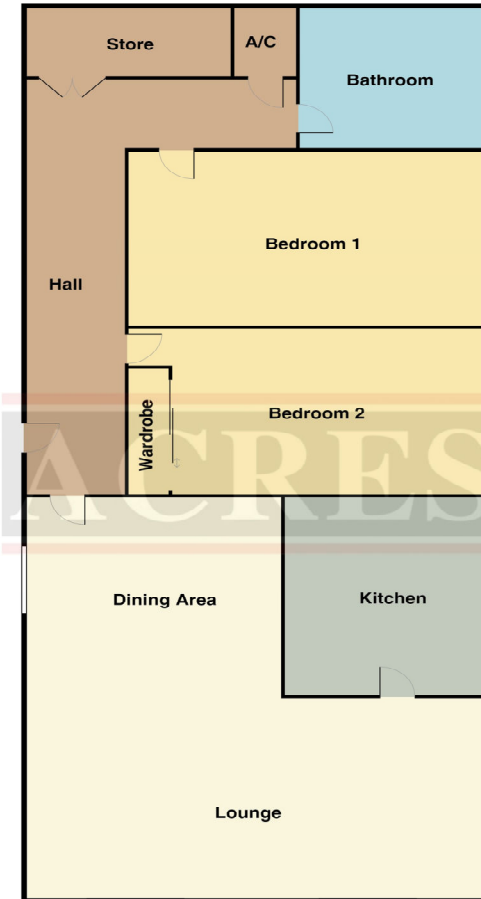 Store
A/C
Bathroom
Bedroom 1
Hall
Bedroom 2
Wardrobe
ACRES
Dining Area
Kitchen
Lounge